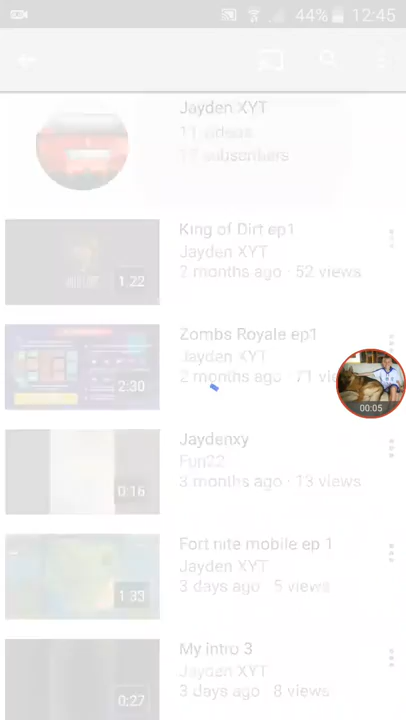 44% 12:45
Jayden XYT
11 videos
17 subscribers
King of Dirt ep1
Jayden XYT
2 months ago · 52 views
1:22
Zombs Royale ep1
Jayden XYT
2 months ago · 71 vie
2:30
00:05
Jaydenxy
Fun22
3 months ago · 13 views
0:16
Fort nite mobile ep 1
Jayden XYT
3 days ago · 5 views
1:33
My intro 3
Jayden XYT
3 days ago · 8 views
0:27